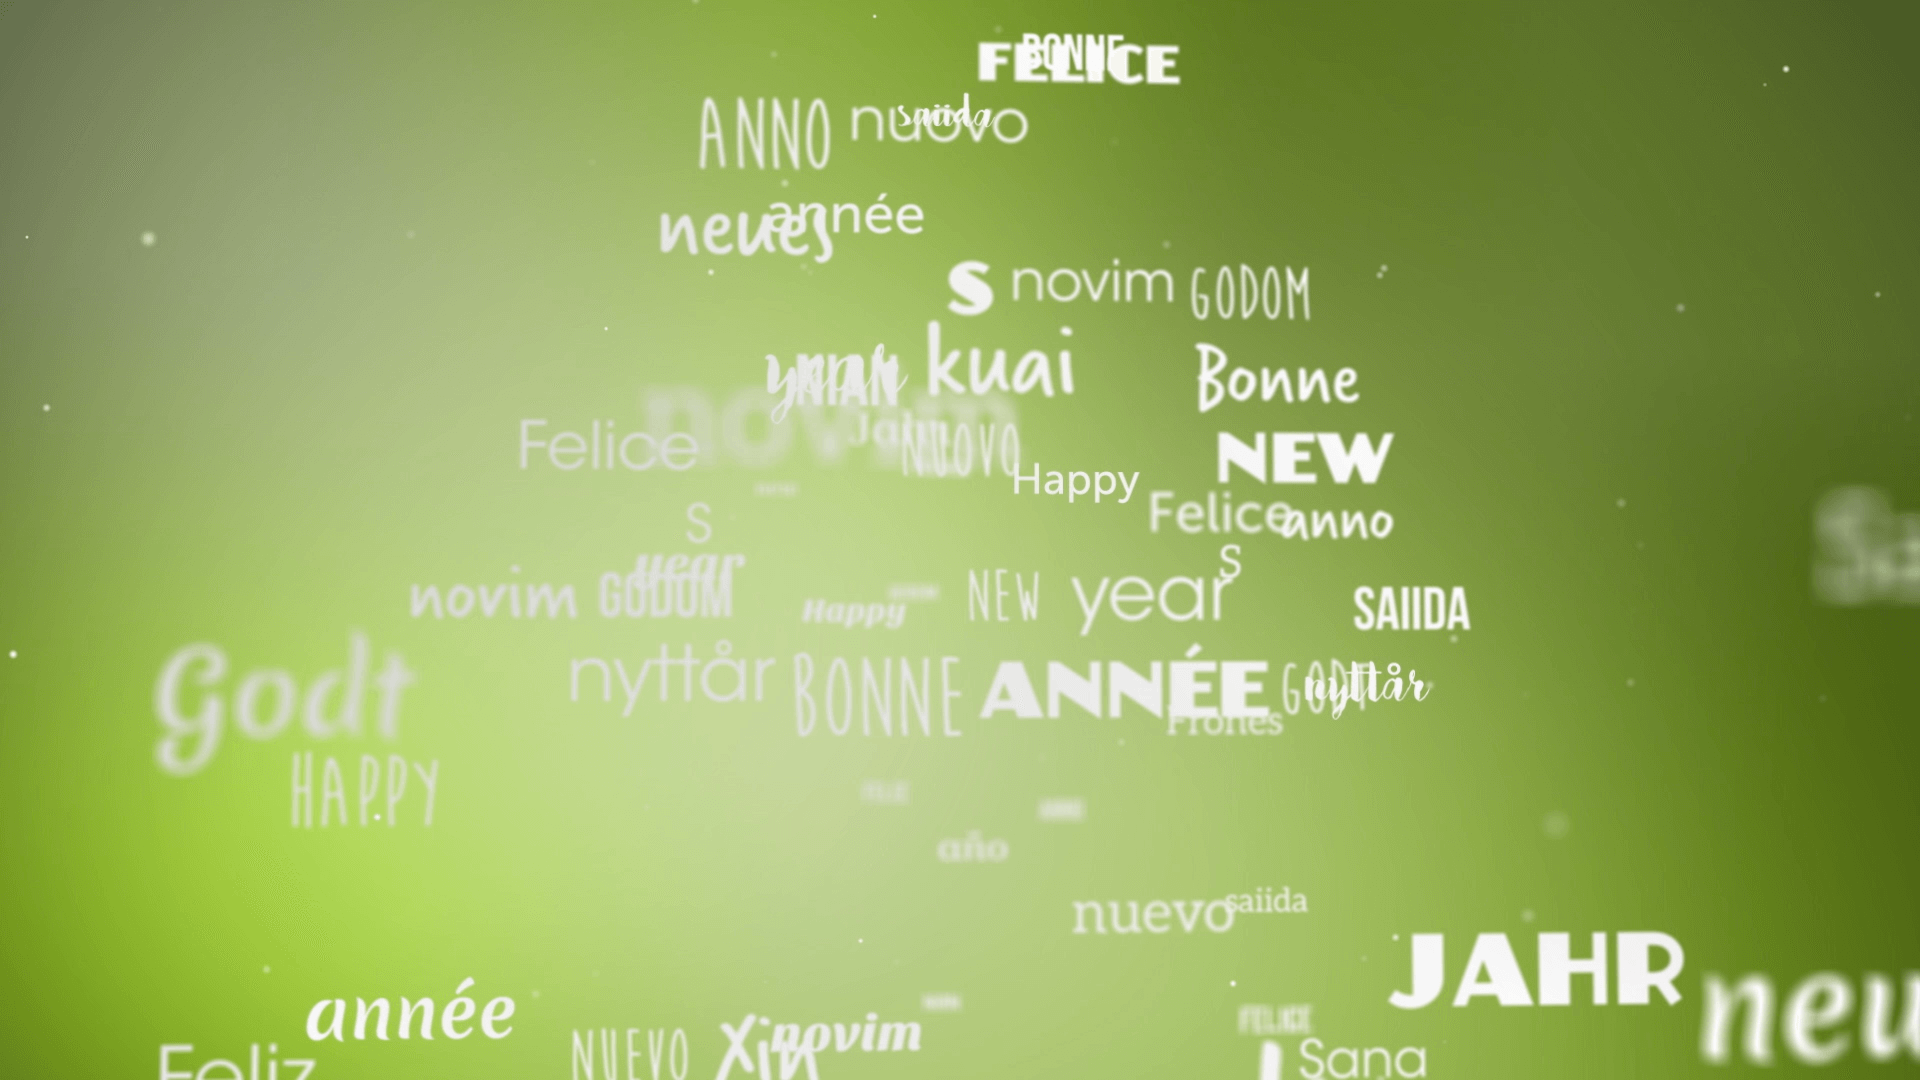 BONNE
FELICE
ANNO nuovo saiida
neues année
S novim GODOM
year NIAN kuai Bonne
novim
Felice Jahr NUOVO NEW
Happy
S Felice anno
year S
novim GODOM Happy NEW year SAIIDA
Godt nyttår BONNE ANNÉE GODT nyttår
Frohes
HAPPY
año
nuevo saiida
JAHR
année neu
Feliz NUEVO Xin novim FELICE Sana